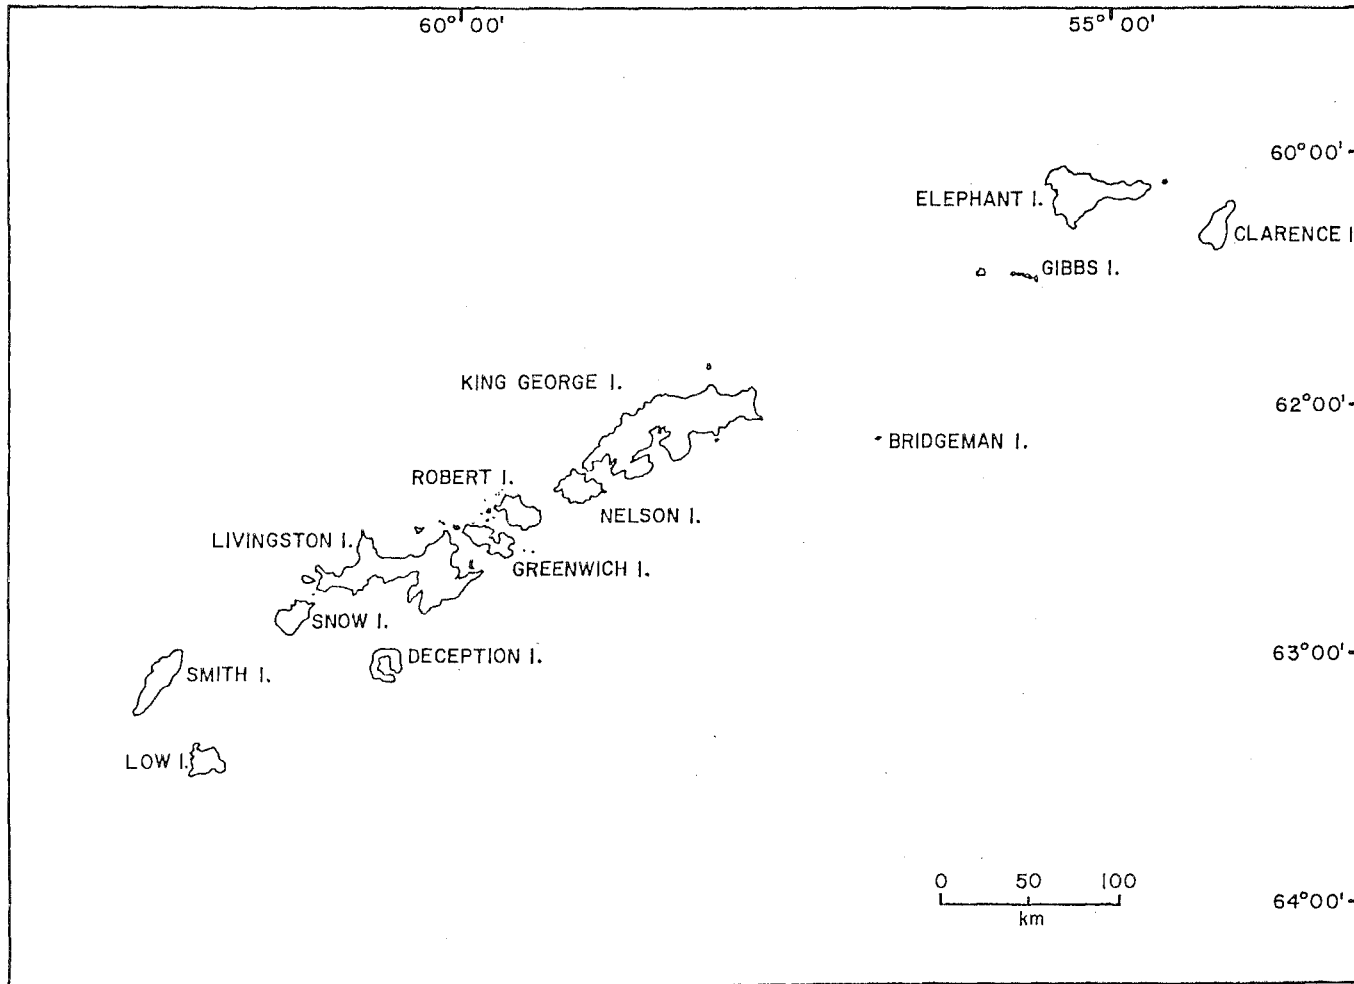 60°00'
55°00'
60°00'
ELEPHANT I.
CLARENCE I
GIBBS I.
KING GEORGE I.
62°00'
BRIDGEMAN I.
ROBERT I.
NELSON I.
LIVINGSTON I.
GREENWICH I.
SNOW I.
DECEPTION I.
63°00'
SMITH I.
LOW I.
0 50 100
km
64°00'